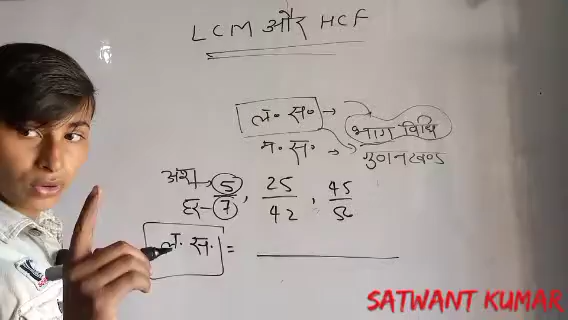 LCM और HCF
ल॰ स॰ → भाग विधि
म॰ स॰ → गुणनखण्ड
अंश → 5 25 45
हर - 7 , 42 , 56
ल॰ स॰ =
SATWANT KUMAR